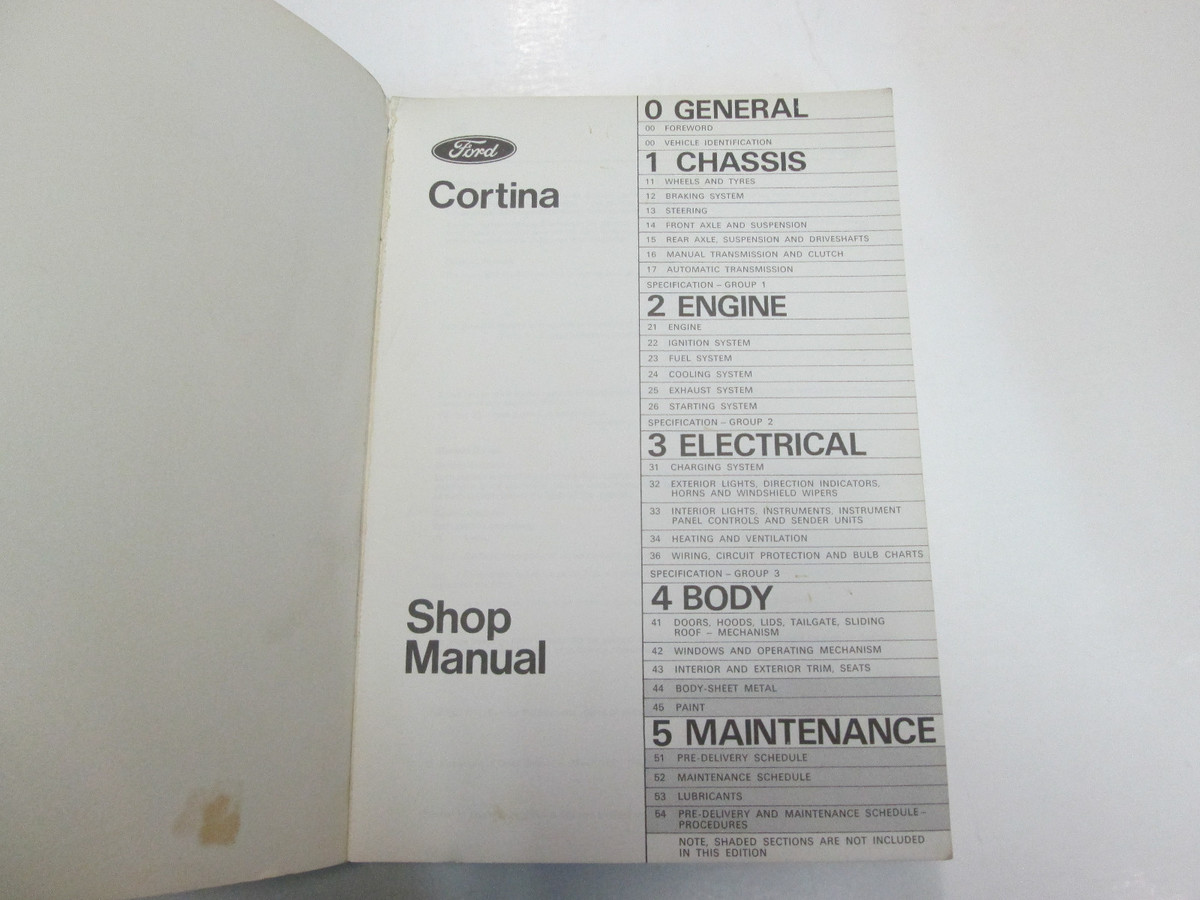 Ford
Cortina
Shop
Manual
0 GENERAL
00 FOREWORD
00 VEHICLE IDENTIFICATION
1 CHASSIS
11 WHEELS AND TYRES
12 BRAKING SYSTEM
13 STEERING
14 FRONT AXLE AND SUSPENSION
15 REAR AXLE, SUSPENSION AND DRIVESHAFTS
16 MANUAL TRANSMISSION AND CLUTCH
17 AUTOMATIC TRANSMISSION
SPECIFICATION – GROUP 1
2 ENGINE
21 ENGINE
22 IGNITION SYSTEM
23 FUEL SYSTEM
24 COOLING SYSTEM
25 EXHAUST SYSTEM
26 STARTING SYSTEM
SPECIFICATION – GROUP 2
3 ELECTRICAL
31 CHARGING SYSTEM
32 EXTERIOR LIGHTS, DIRECTION INDICATORS,
HORNS AND WINDSHIELD WIPERS
33 INTERIOR LIGHTS, INSTRUMENTS, INSTRUMENT
PANEL CONTROLS AND SENDER UNITS
34 HEATING AND VENTILATION
36 WIRING, CIRCUIT PROTECTION AND BULB CHARTS
SPECIFICATION – GROUP 3
4 BODY
41 DOORS, HOODS, LIDS, TAILGATE, SLIDING
ROOF – MECHANISM
42 WINDOWS AND OPERATING MECHANISM
43 INTERIOR AND EXTERIOR TRIM, SEATS
44 BODY-SHEET METAL
45 PAINT
5 MAINTENANCE
51 PRE-DELIVERY SCHEDULE
52 MAINTENANCE SCHEDULE
53 LUBRICANTS
54 PRE-DELIVERY AND MAINTENANCE SCHEDULE –
PROCEDURES
NOTE, SHADED SECTIONS ARE NOT INCLUDED
IN THIS EDITION